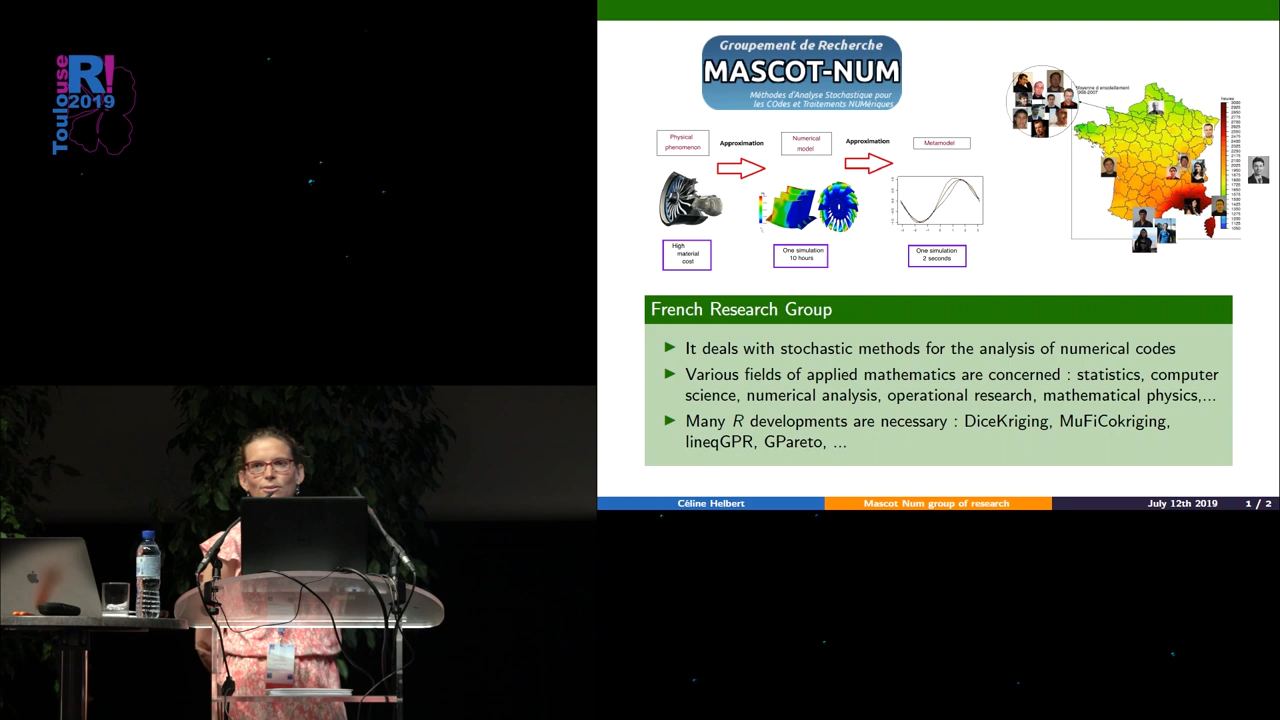 Toulouse
R!
2019
Groupement de Recherche
MASCOT-NUM
Méthodes d'Analyse Stochastique pour
les COdes et Traitements NUMériques
Physical
phenomenon
Approximation
Numerical
model
Approximation
Metamodel
High
material
cost
One simulation
10 hours
One simulation
2 seconds
French Research Group
It deals with stochastic methods for the analysis of numerical codes
Various fields of applied mathematics are concerned : statistics, computer
science, numerical analysis, operational research, mathematical physics,...
Many R developments are necessary : DiceKriging, MuFiCokriging,
lineqGPR, GPareto, ...
Céline Helbert
Mascot Num group of research
July 12th 2019
1 / 2